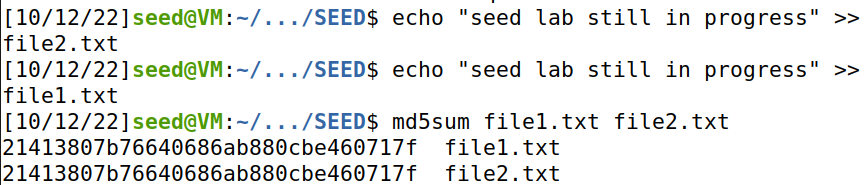 [10/12/22]seed@VM:~/.../SEED$ echo "seed lab still in progress" >>
file2.txt
[10/12/22]seed@VM:~/.../SEED$ echo "seed lab still in progress" >>
file1.txt
[10/12/22]seed@VM:~/.../SEED$ md5sum file1.txt file2.txt
21413807b76640686ab880cbe460717f  file1.txt
21413807b76640686ab880cbe460717f  file2.txt